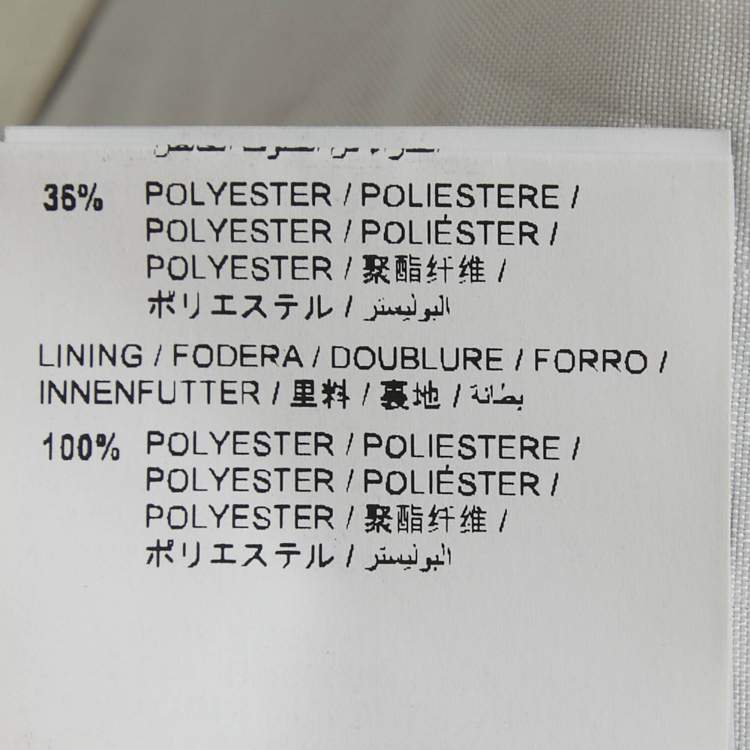 36% POLYESTER / POLIESTERE /
POLYESTER / POLIÉSTER /
POLYESTER / 聚酯纤维 /
ポリエステル / البوليستر
LINING / FODERA / DOUBLURE / FORRO /
INNENFUTTER / 里料 / 裏地 / بطانة
100% POLYESTER / POLIESTERE /
POLYESTER / POLIÉSTER /
POLYESTER / 聚酯纤维 /
ポリエステル / البوليستر